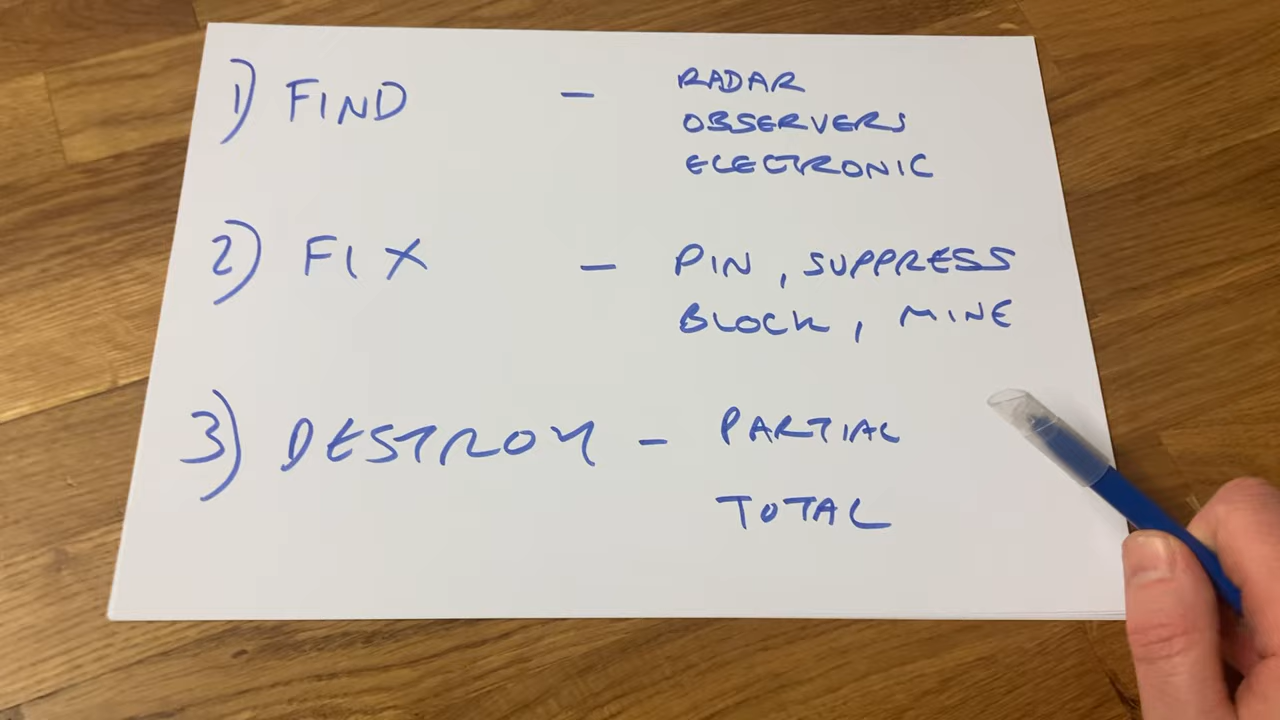 1) FIND - RADAR
OBSERVERS
ELECTRONIC
2) FIX - PIN, SUPPRESS
BLOCK, MINE
3) DESTROY - PARTIAL
TOTAL